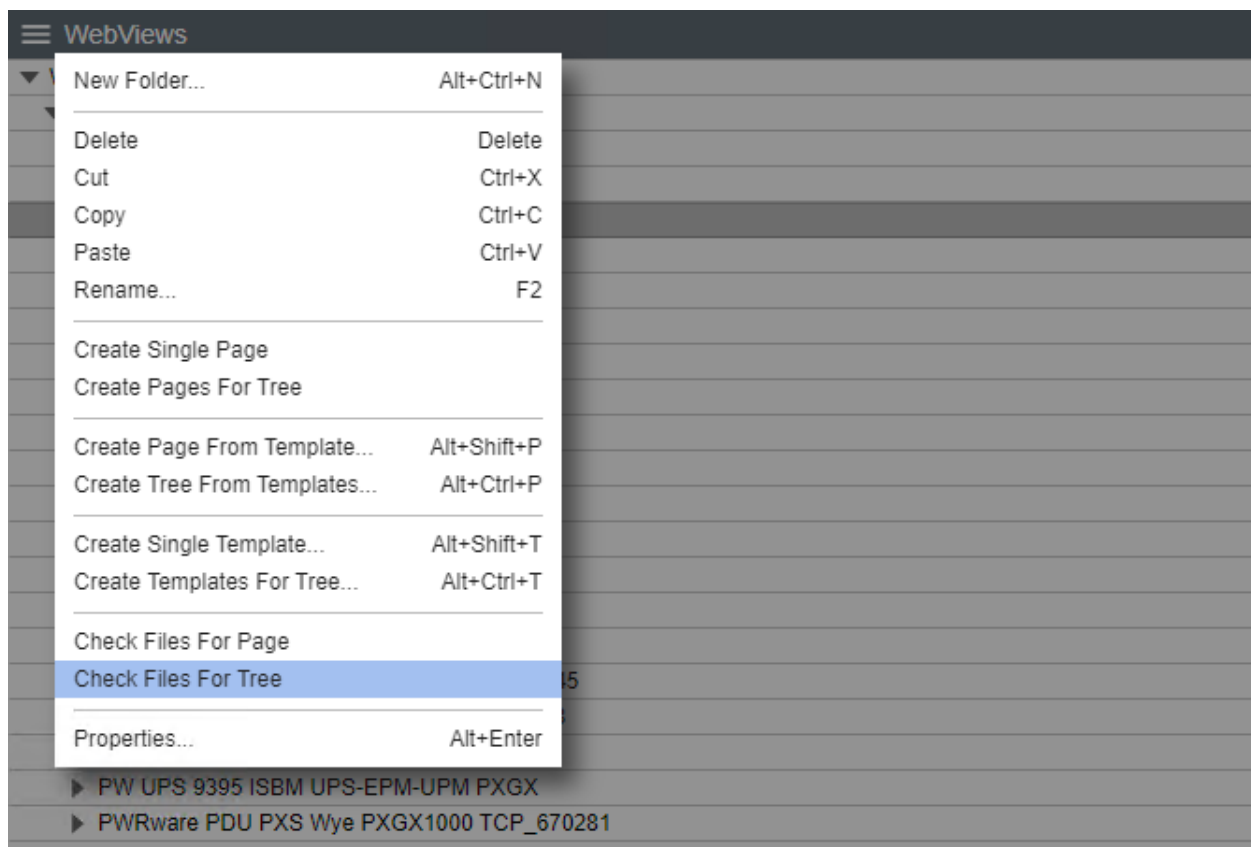 WebViews
New Folder... Alt+Ctrl+N
Delete Delete
Cut Ctrl+X
Copy Ctrl+C
Paste Ctrl+V
Rename... F2
Create Single Page
Create Pages For Tree
Create Page From Template... Alt+Shift+P
Create Tree From Templates... Alt+Ctrl+P
Create Single Template... Alt+Shift+T
Create Templates For Tree... Alt+Ctrl+T
Check Files For Page
Check Files For Tree
Properties... Alt+Enter
PW UPS 9395 ISBM UPS-EPM-UPM PXGX
PWRware PDU PXS Wye PXGX1000 TCP_670281